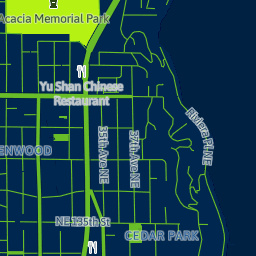 Acacia Memorial Park
Yu Shan Chinese
Restaurant
Riviera Pl NE
ENWOOD
35th Ave NE
37th Ave NE
NE 135th St
CEDAR PARK